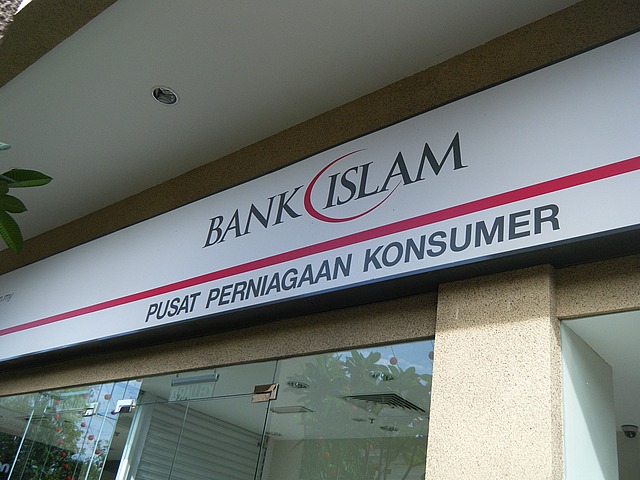 BANK ISLAM
PUSAT PERNIAGAAN KONSUMER